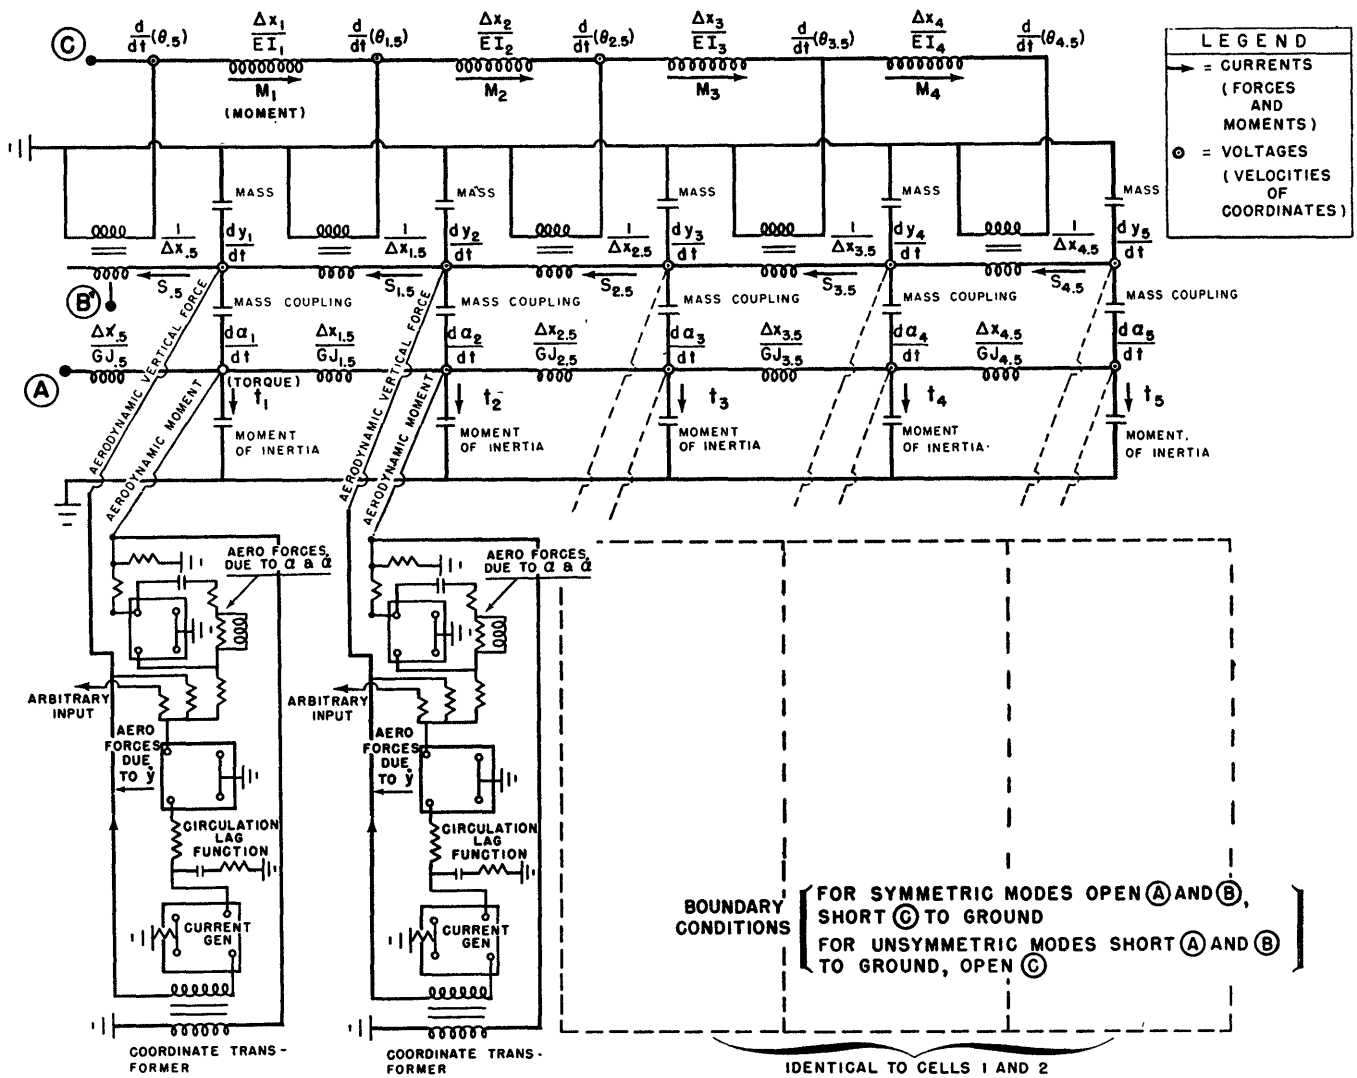 C
d/dt (θ.5)
Δx1/EI1
d/dt (θ1.5)
Δx2/EI2
d/dt (θ2.5)
Δx3/EI3
d/dt (θ3.5)
Δx4/EI4
d/dt (θ4.5)
M1
(MOMENT)
M2
M3
M4
LEGEND
= CURRENTS
(FORCES
AND
MOMENTS)
= VOLTAGES
(VELOCITIES
OF
COORDINATES)
MASS
MASS
MASS
MASS
MASS
1/Δx.5
dy1/dt
1/Δx1.5
dy2/dt
1/Δx2.5
dy3/dt
1/Δx3.5
dy4/dt
1/Δx4.5
dy5/dt
S.5
S1.5
S2.5
S3.5
S4.5
B
MASS COUPLING
MASS COUPLING
MASS COUPLING
MASS COUPLING
MASS COUPLING
Δx.5/GJ.5
dα1/dt
Δx1.5/GJ1.5
dα2/dt
Δx2.5/GJ2.5
dα3/dt
Δx3.5/GJ3.5
dα4/dt
Δx4.5/GJ4.5
dα5/dt
A
(TORQUE)
t1
t2
t3
t4
t5
MOMENT
OF INERTIA
MOMENT
OF INERTIA
MOMENT
OF INERTIA
MOMENT
OF INERTIA
MOMENT
OF INERTIA
AERODYNAMIC VERTICAL FORCE
AERODYNAMIC MOMENT
AERODYNAMIC VERTICAL FORCE
AERODYNAMIC MOMENT
AERO FORCES
DUE TO α & α̇
AERO FORCES
DUE TO α & α̇
ARBITRARY
INPUT
ARBITRARY
INPUT
AERO
FORCES
DUE
TO ẏ
AERO
FORCES
DUE
TO ẏ
CIRCULATION
LAG
FUNCTION
CIRCULATION
LAG
FUNCTION
CURRENT
GEN
CURRENT
GEN
COORDINATE TRANS-
FORMER
COORDINATE TRANS-
FORMER
BOUNDARY
CONDITIONS
FOR SYMMETRIC MODES OPEN A AND B,
SHORT C TO GROUND
FOR UNSYMMETRIC MODES SHORT A AND B
TO GROUND, OPEN C
IDENTICAL TO CELLS 1 AND 2